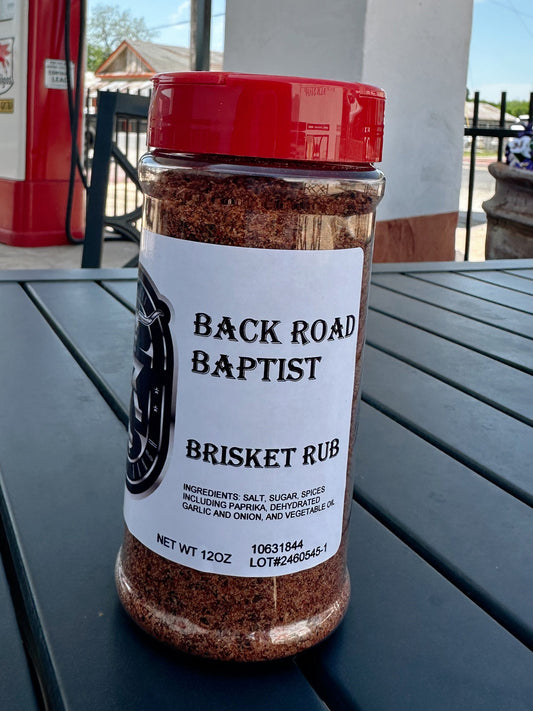 BACK ROAD
BAPTIST
BRISKET RUB
INGREDIENTS: SALT, SUGAR, SPICES
INCLUDING PAPRIKA, DEHYDRATED
GARLIC AND ONION, AND VEGETABLE OIL
NET WT 12OZ
10631844
LOT#2460545-1